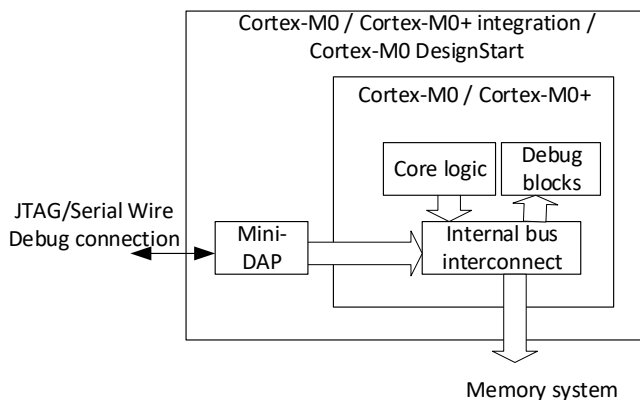 Cortex-M0 / Cortex-M0+ integration /
Cortex-M0 DesignStart
Cortex-M0 / Cortex-M0+
Core logic
Debug
blocks
JTAG/Serial Wire
Debug connection
Mini-
DAP
Internal bus
interconnect
Memory system